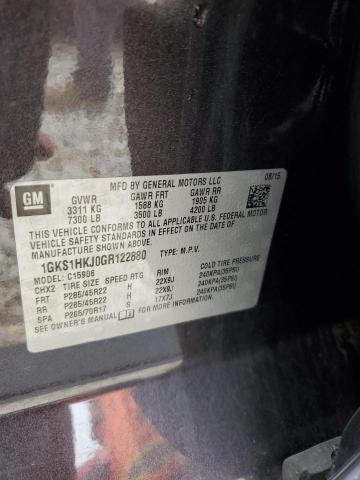 GM
MFD BY GENERAL MOTORS LLC 08/15
GVWR GAWR FRT GAWR RR
3311 KG 1588 KG 1905 KG
7300 LB 3500 LB 4200 LB
THIS VEHICLE CONFORMS TO ALL APPLICABLE U.S. FEDERAL MOTOR
VEHICLE SAFETY STANDARDS IN EFFECT ON THE DATE OF
MANUFACTURE SHOWN ABOVE.
1GKS1HKJ0GR122880 TYPE: M.P.V.
MODEL: C15906
CHX2 TIRE SIZE SPEED RTG RIM COLD TIRE PRESSURE
FRT P285/45R22 H 22X9J 240KPA(35PSI)
RR P285/45R22 H 22X9J 240KPA(35PSI)
SPA P265/70R17 S 17X7J 240KPA(35PSI)
SEE OWNER'S MANUAL FOR MORE INFORMATION.